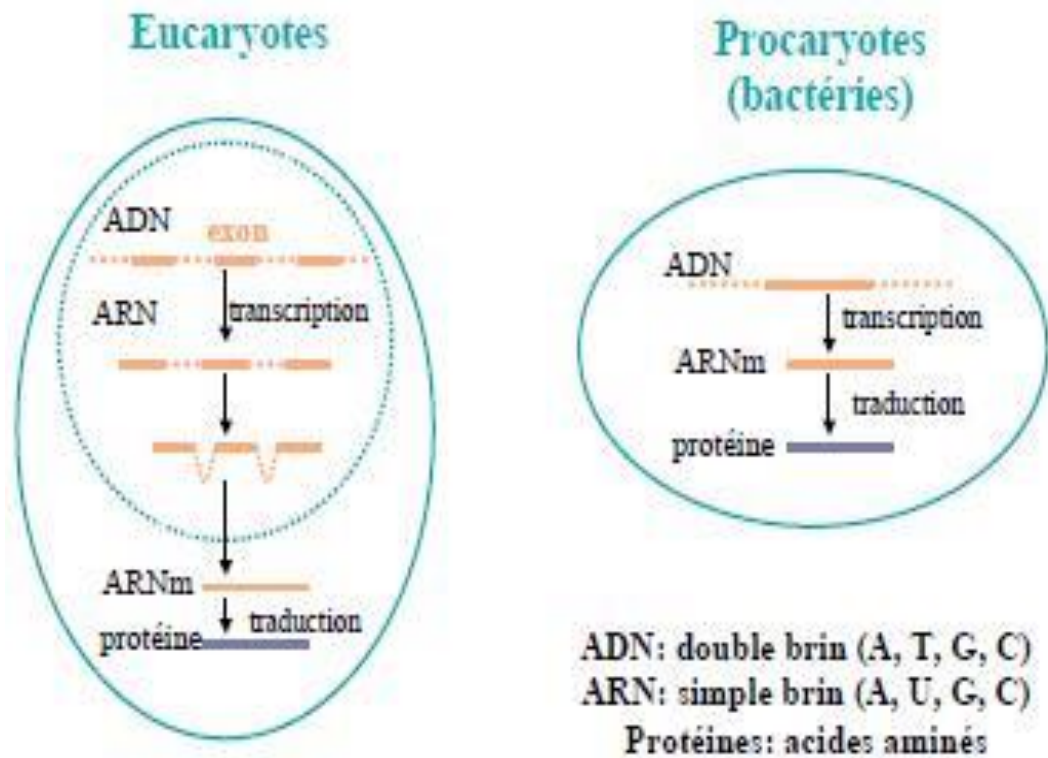 Eucaryotes
ADN
exon
transcription
ARN
ARNm
traduction
protéine
Procaryotes
(bactéries)
ADN
transcription
ARNm
traduction
protéine
ADN: double brin (A, T, G, C)
ARN: simple brin (A, U, G, C)
Protéines: acides aminés